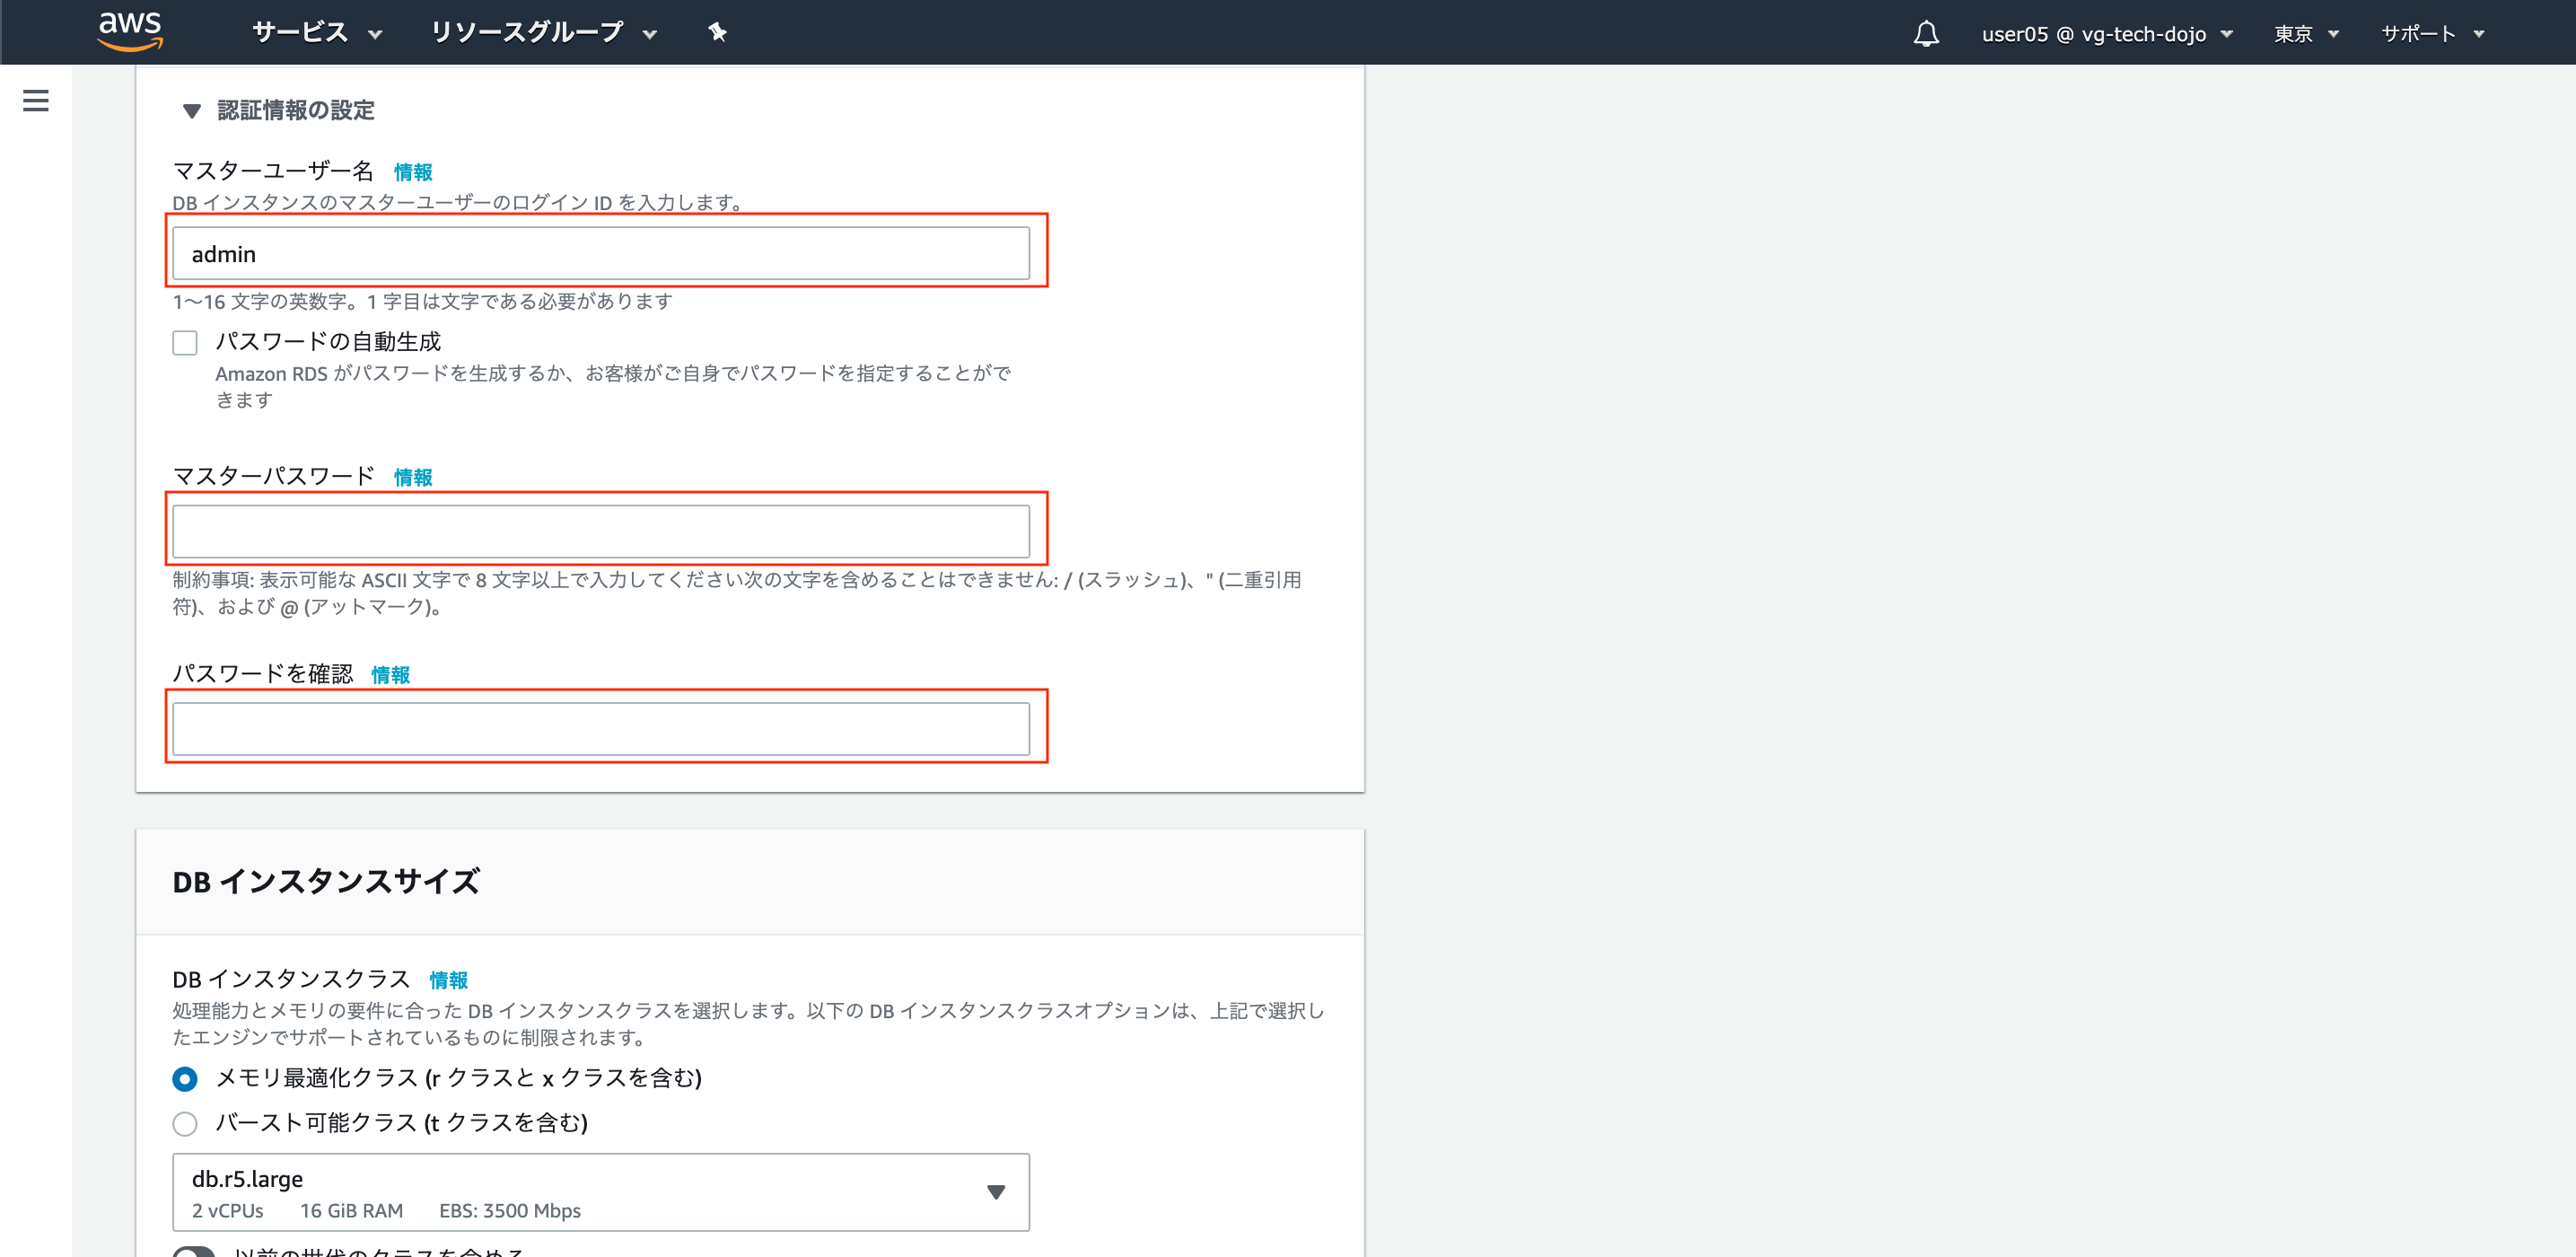 aws サービス リソースグループ user05 @ vg-tech-dojo 東京 サポート
認証情報の設定
マスターユーザー名 情報
DB インスタンスのマスターユーザーのログイン ID を入力します。
admin
1〜16 文字の英数字。1 字目は文字である必要があります
パスワードの自動生成
Amazon RDS がパスワードを生成するか、お客様がご自身でパスワードを指定することがで
きます
マスターパスワード 情報
制約事項: 表示可能な ASCII 文字で 8 文字以上で入力してください次の文字を含めることはできません: / (スラッシュ)、" (二重引用
符)、および @ (アットマーク)。
パスワードを確認 情報
DB インスタンスサイズ
DB インスタンスクラス 情報
処理能力とメモリの要件に合った DB インスタンスクラスを選択します。以下の DB インスタンスクラスオプションは、上記で選択し
たエンジンでサポートされているものに制限されます。
メモリ最適化クラス (r クラスと x クラスを含む)
バースト可能クラス (t クラスを含む)
db.r5.large
2 vCPUs 16 GiB RAM EBS: 3500 Mbps
以前の世代のクラスを含める